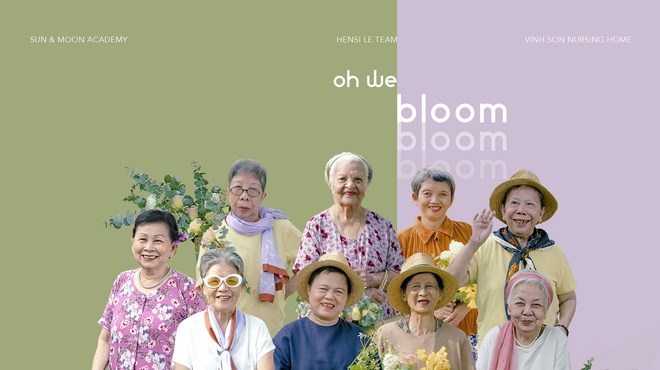 SUN & MOON ACADEMY
HENSI LE TEAM
VINH SON NURSING HOME
oh we
bloom
bloom
bloom